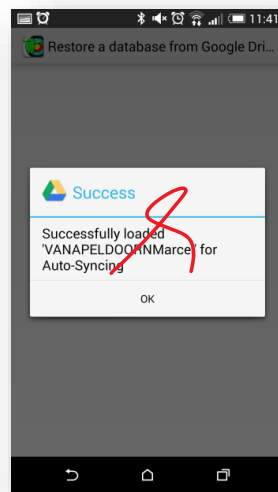 11:41
Restore a database from Google Dri...
Success
Successfully loaded
'VANAPELDOORNMarcel' for
Auto-Syncing
OK